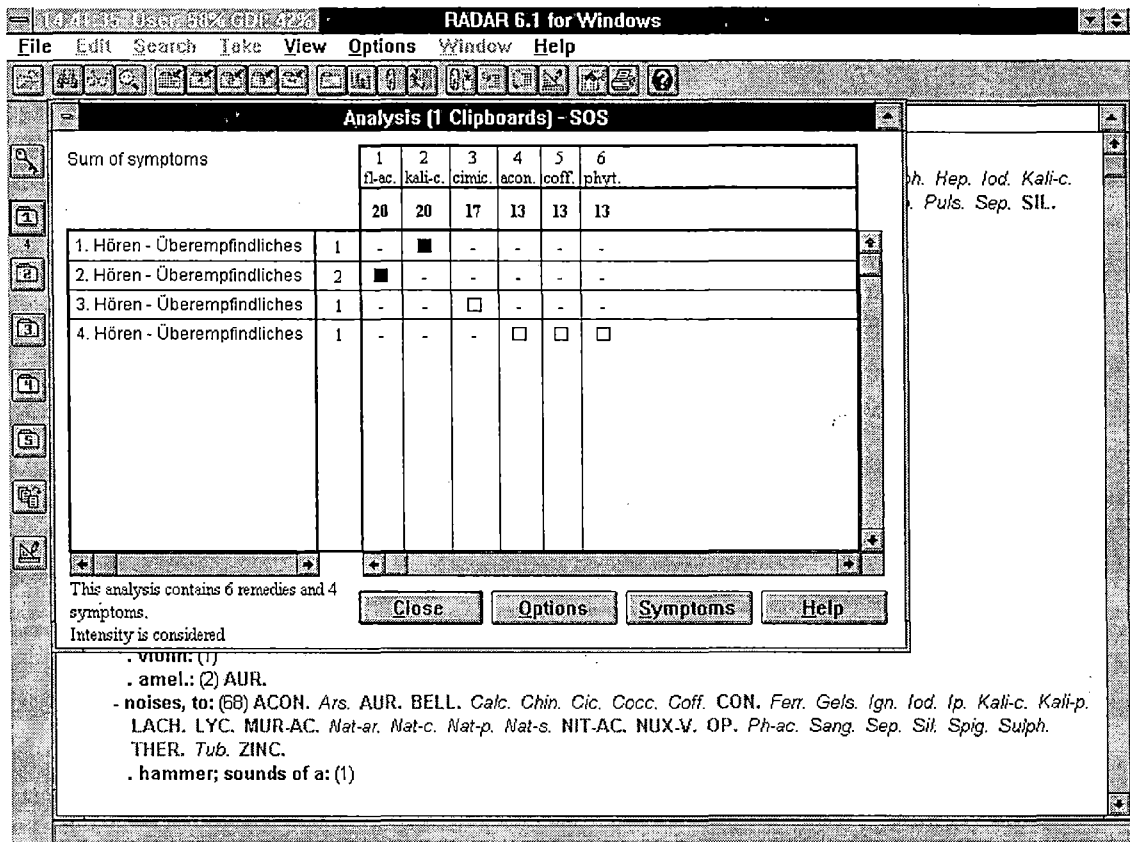 14:41:15 User: 58% GDI: 42%
RADAR 6.1 for Windows
File Edit Search Take View Options Window Help
Analysis (1 Clipboards) - SOS
Sum of symptoms
1 2 3 4 5 6
fl-ac. kali-c. cimic. acon. coff. phyt.
20 20 17 13 13 13
1. Hören - Überempfindliches 1 - ■ - - - -
2. Hören - Überempfindliches 2 ■ - - - - -
3. Hören - Überempfindliches 1 - - □ - - -
4. Hören - Überempfindliches 1 - - - □ □ □
This analysis contains 6 remedies and 4
symptoms.
Intensity is considered
Close Options Symptoms Help
h. Hep. Iod. Kali-c.
. Puls. Sep. SIL.
1
4
2
3
4
5
. violin: (1)
. amel.: (2) AUR.
- noises, to: (68) ACON. Ars. AUR. BELL. Calc. Chin. Cic. Cocc. Coff. CON. Ferr. Gels. Ign. Iod. Ip. Kali-c. Kali-p.
LACH. LYC. MUR-AC. Nat-ar. Nat-c. Nat-p. Nat-s. NIT-AC. NUX-V. OP. Ph-ac. Sang. Sep. Sil. Spig. Sulph.
THER. Tub. ZINC.
. hammer; sounds of a: (1)